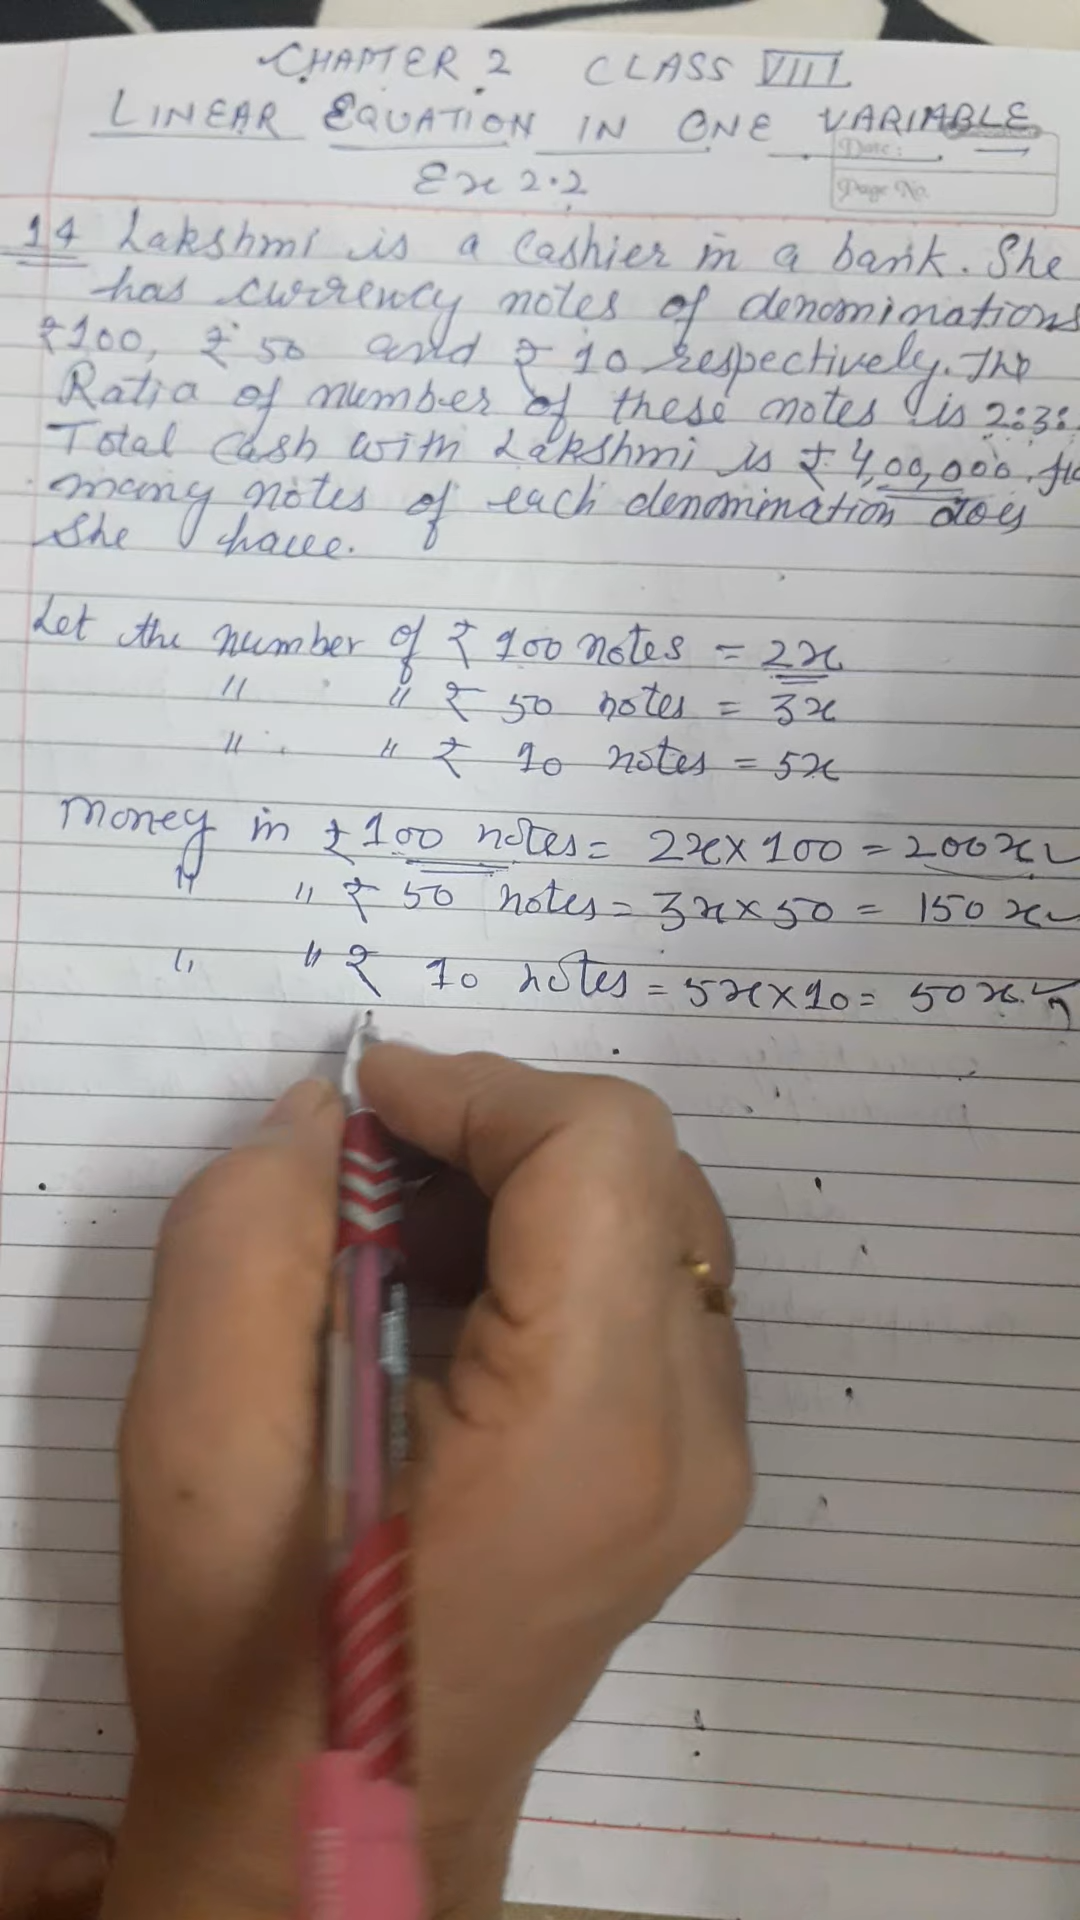 CHAPTER 2 CLASS VIII
LINEAR EQUATION IN ONE VARIABLE
Date:
Page No.
Ex 2.2
14 Lakshmi is a Cashier in a bank. She
has currency notes of denominations
₹100, ₹50 and ₹10 respectively. The
Ratio of number of these notes is 2:3:
Total Cash with Lakshmi is ₹4,00,000.
many notes of each denomination does
She have.
Let the number of ₹100 notes = 2x
" " ₹ 50 notes = 3x
" " ₹ 10 notes = 5x
Money in ₹100 notes = 2x×100 = 200x
" " ₹ 50 notes = 3x×50 = 150x
" " ₹ 10 notes = 5x×10 = 50x